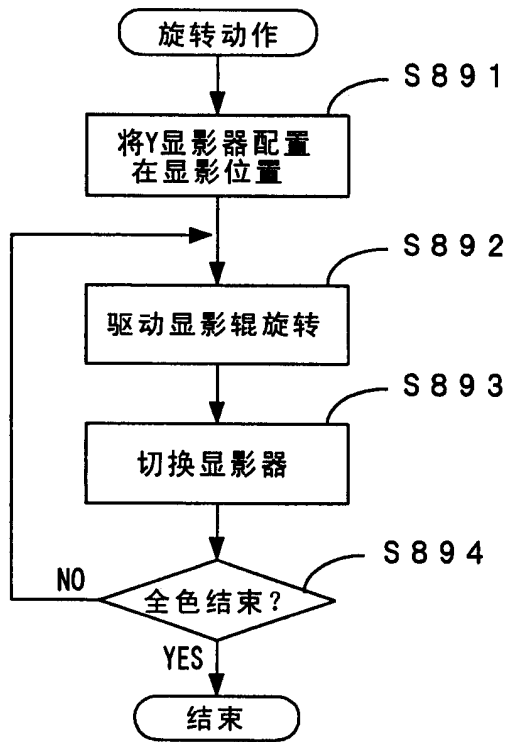 旋转动作
S891
将Y显影器配置
在显影位置
S892
驱动显影辊旋转
S893
切换显影器
S894
全色结束？
NO
YES
结束